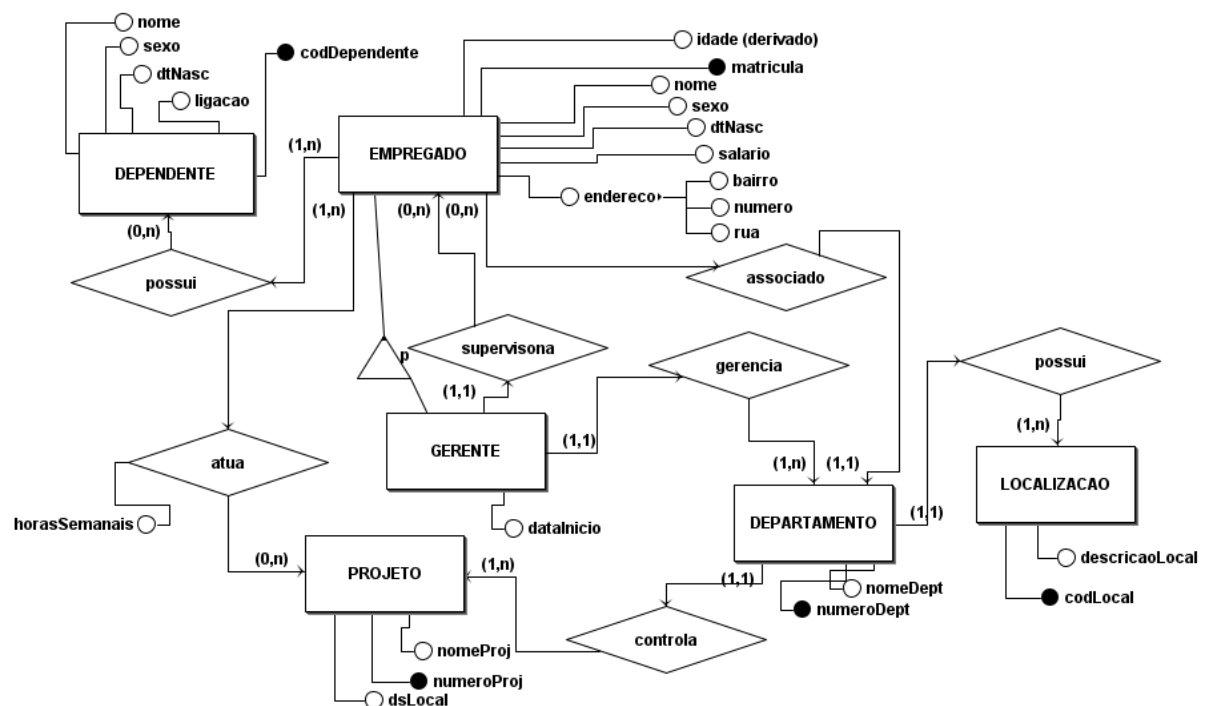 nome
sexo
dtNasc
ligacao
codDependente
DEPENDENTE
(0,n)
possui
(1,n)
(1,n)
EMPREGADO
(0,n)
(0,n)
idade (derivado)
matricula
nome
sexo
dtNasc
salario
endereco
bairro
numero
rua
associado
p
supervisona
(1,1)
gerencia
possui
GERENTE
(1,1)
(1,n)
(1,1)
(1,n)
LOCALIZACAO
atua
horasSemanais
dataInicio
DEPARTAMENTO
(1,1)
descricaoLocal
codLocal
(0,n)
PROJETO
(1,n)
(1,1)
nomeDept
numeroDept
controla
nomeProj
numeroProj
dsLocal